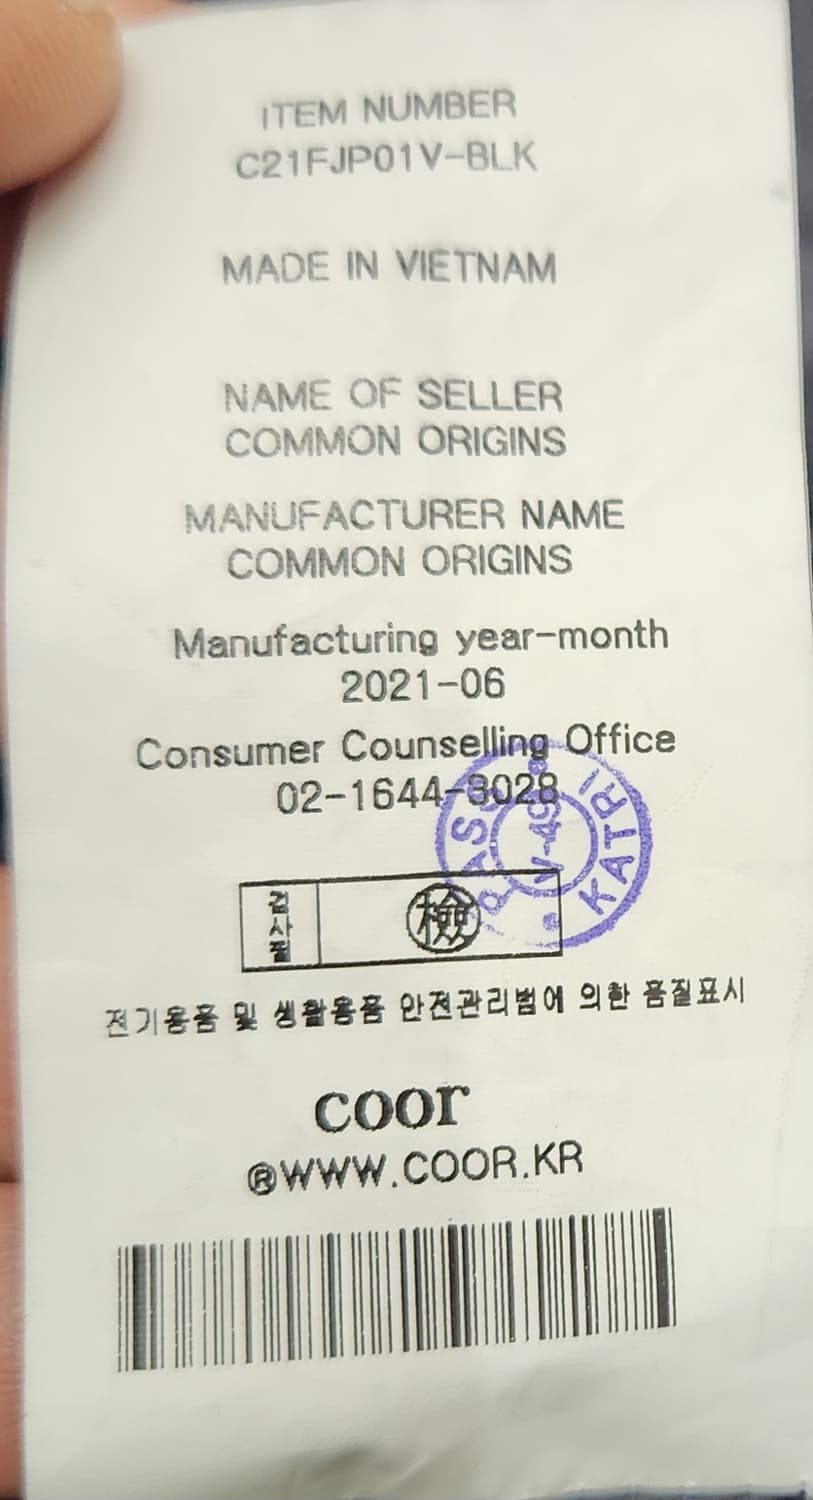 ITEM NUMBER
C21FJP01V-BLK
MADE IN VIETNAM
NAME OF SELLER
COMMON ORIGINS
MANUFACTURER NAME
COMMON ORIGINS
Manufacturing year-month
2021-06
Consumer Counselling Office
02-1644-3028
KATRI
검사필
檢
전기용품 및 생활용품 안전관리법에 의한 품질표시
coor
®WWW.COOR.KR